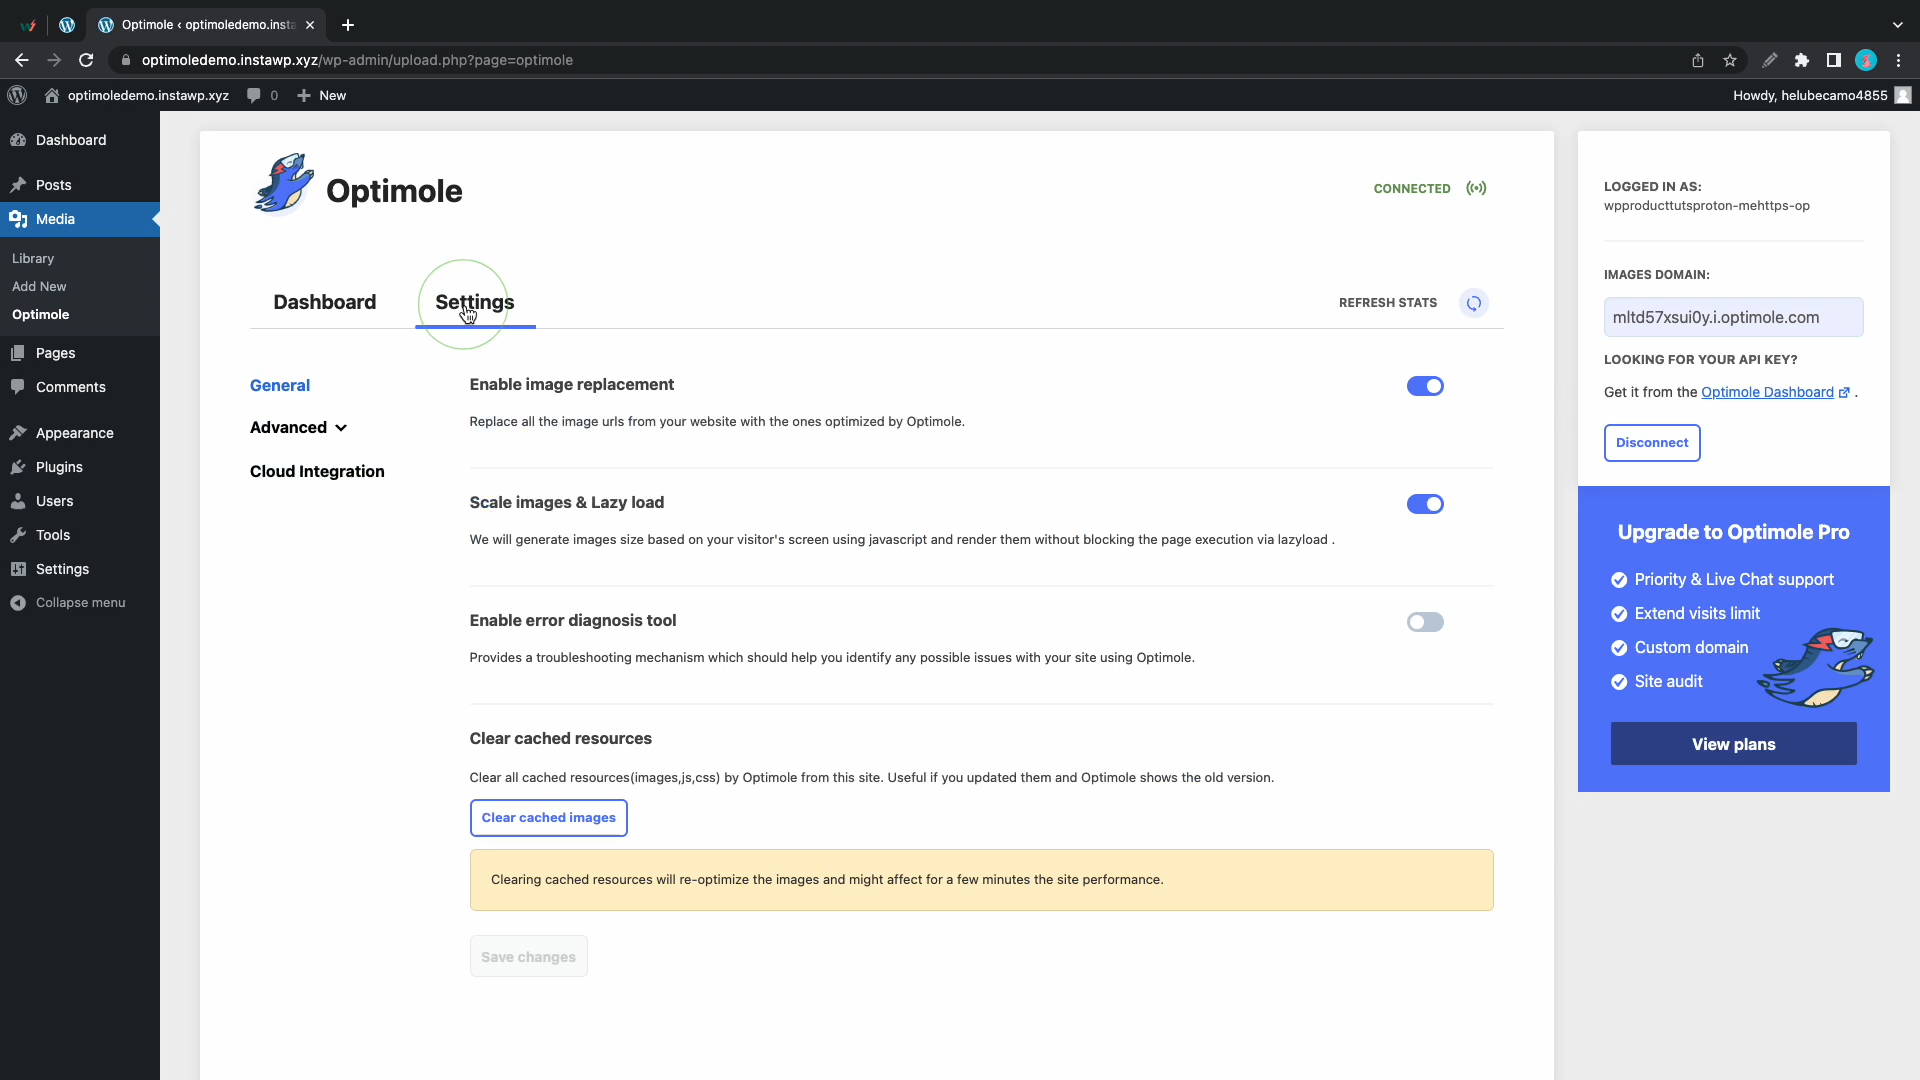 Optimole ‹ optimoledemo.insta
optimoledemo.instawp.xyz/wp-admin/upload.php?page=optimole
optimoledemo.instawp.xyz 0 New
Howdy, helubecamo4855
Dashboard
Posts
Media
Library
Add New
Optimole
Pages
Comments
Appearance
Plugins
Users
Tools
Settings
Collapse menu
Optimole
CONNECTED
Dashboard
Settings
REFRESH STATS
General
Advanced
Cloud Integration
Enable image replacement
Replace all the image urls from your website with the ones optimized by Optimole.
Scale images & Lazy load
We will generate images size based on your visitor's screen using javascript and render them without blocking the page execution via lazyload .
Enable error diagnosis tool
Provides a troubleshooting mechanism which should help you identify any possible issues with your site using Optimole.
Clear cached resources
Clear all cached resources(images,js,css) by Optimole from this site. Useful if you updated them and Optimole shows the old version.
Clear cached images
Clearing cached resources will re-optimize the images and might affect for a few minutes the site performance.
Save changes
LOGGED IN AS:
wpproducttutsproton-mehttps-op
IMAGES DOMAIN:
mltd57xsui0y.i.optimole.com
LOOKING FOR YOUR API KEY?
Get it from the Optimole Dashboard .
Disconnect
Upgrade to Optimole Pro
Priority & Live Chat support
Extend visits limit
Custom domain
Site audit
View plans